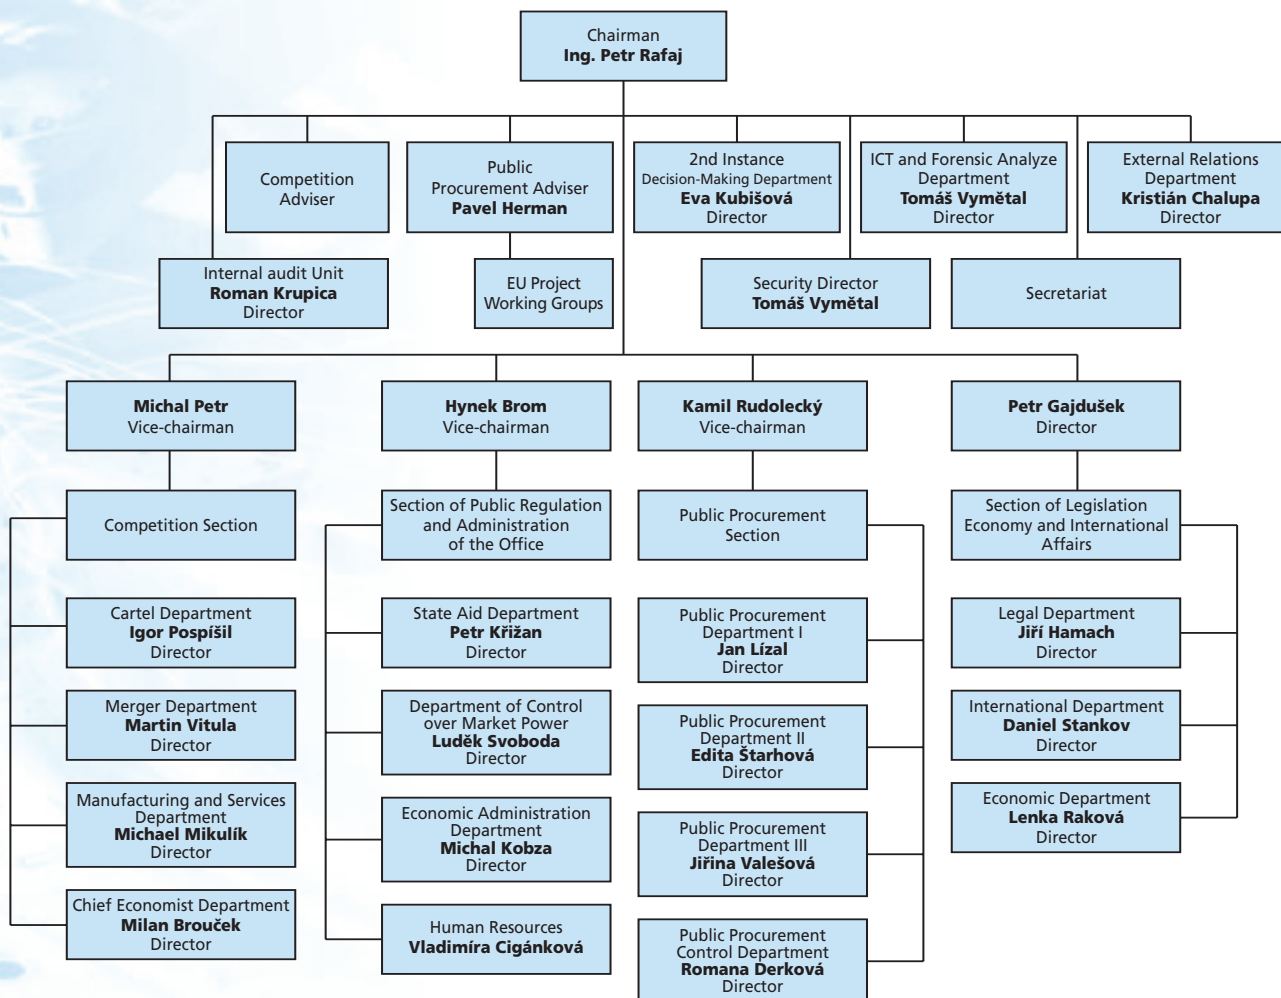 Chairman
Ing. Petr Rafaj
Competition
Adviser
Public
Procurement Adviser
Pavel Herman
2nd Instance
Decision-Making Department
Eva Kubišová
Director
ICT and Forensic Analyze
Department
Tomáš Vymětal
Director
External Relations
Department
Kristián Chalupa
Director
Internal audit Unit
Roman Krupica
Director
EU Project
Working Groups
Security Director
Tomáš Vymětal
Secretariat
Michal Petr
Vice-chairman
Hynek Brom
Vice-chairman
Kamil Rudolecký
Vice-chairman
Petr Gajdušek
Director
Competition Section
Section of Public Regulation
and Administration
of the Office
Public Procurement
Section
Section of Legislation
Economy and International
Affairs
Cartel Department
Igor Pospíšil
Director
State Aid Department
Petr Křižan
Director
Public Procurement
Department I
Jan Lízal
Director
Legal Department
Jiří Hamach
Director
Merger Department
Martin Vitula
Director
Department of Control
over Market Power
Luděk Svoboda
Director
Public Procurement
Department II
Edita Štarhová
Director
International Department
Daniel Stankov
Director
Manufacturing and Services
Department
Michael Mikulík
Director
Economic Administration
Department
Michal Kobza
Director
Public Procurement
Department III
Jiřina Valešová
Director
Economic Department
Lenka Raková
Director
Chief Economist Department
Milan Brouček
Director
Human Resources
Vladimíra Cigánková
Public Procurement
Control Department
Romana Derková
Director